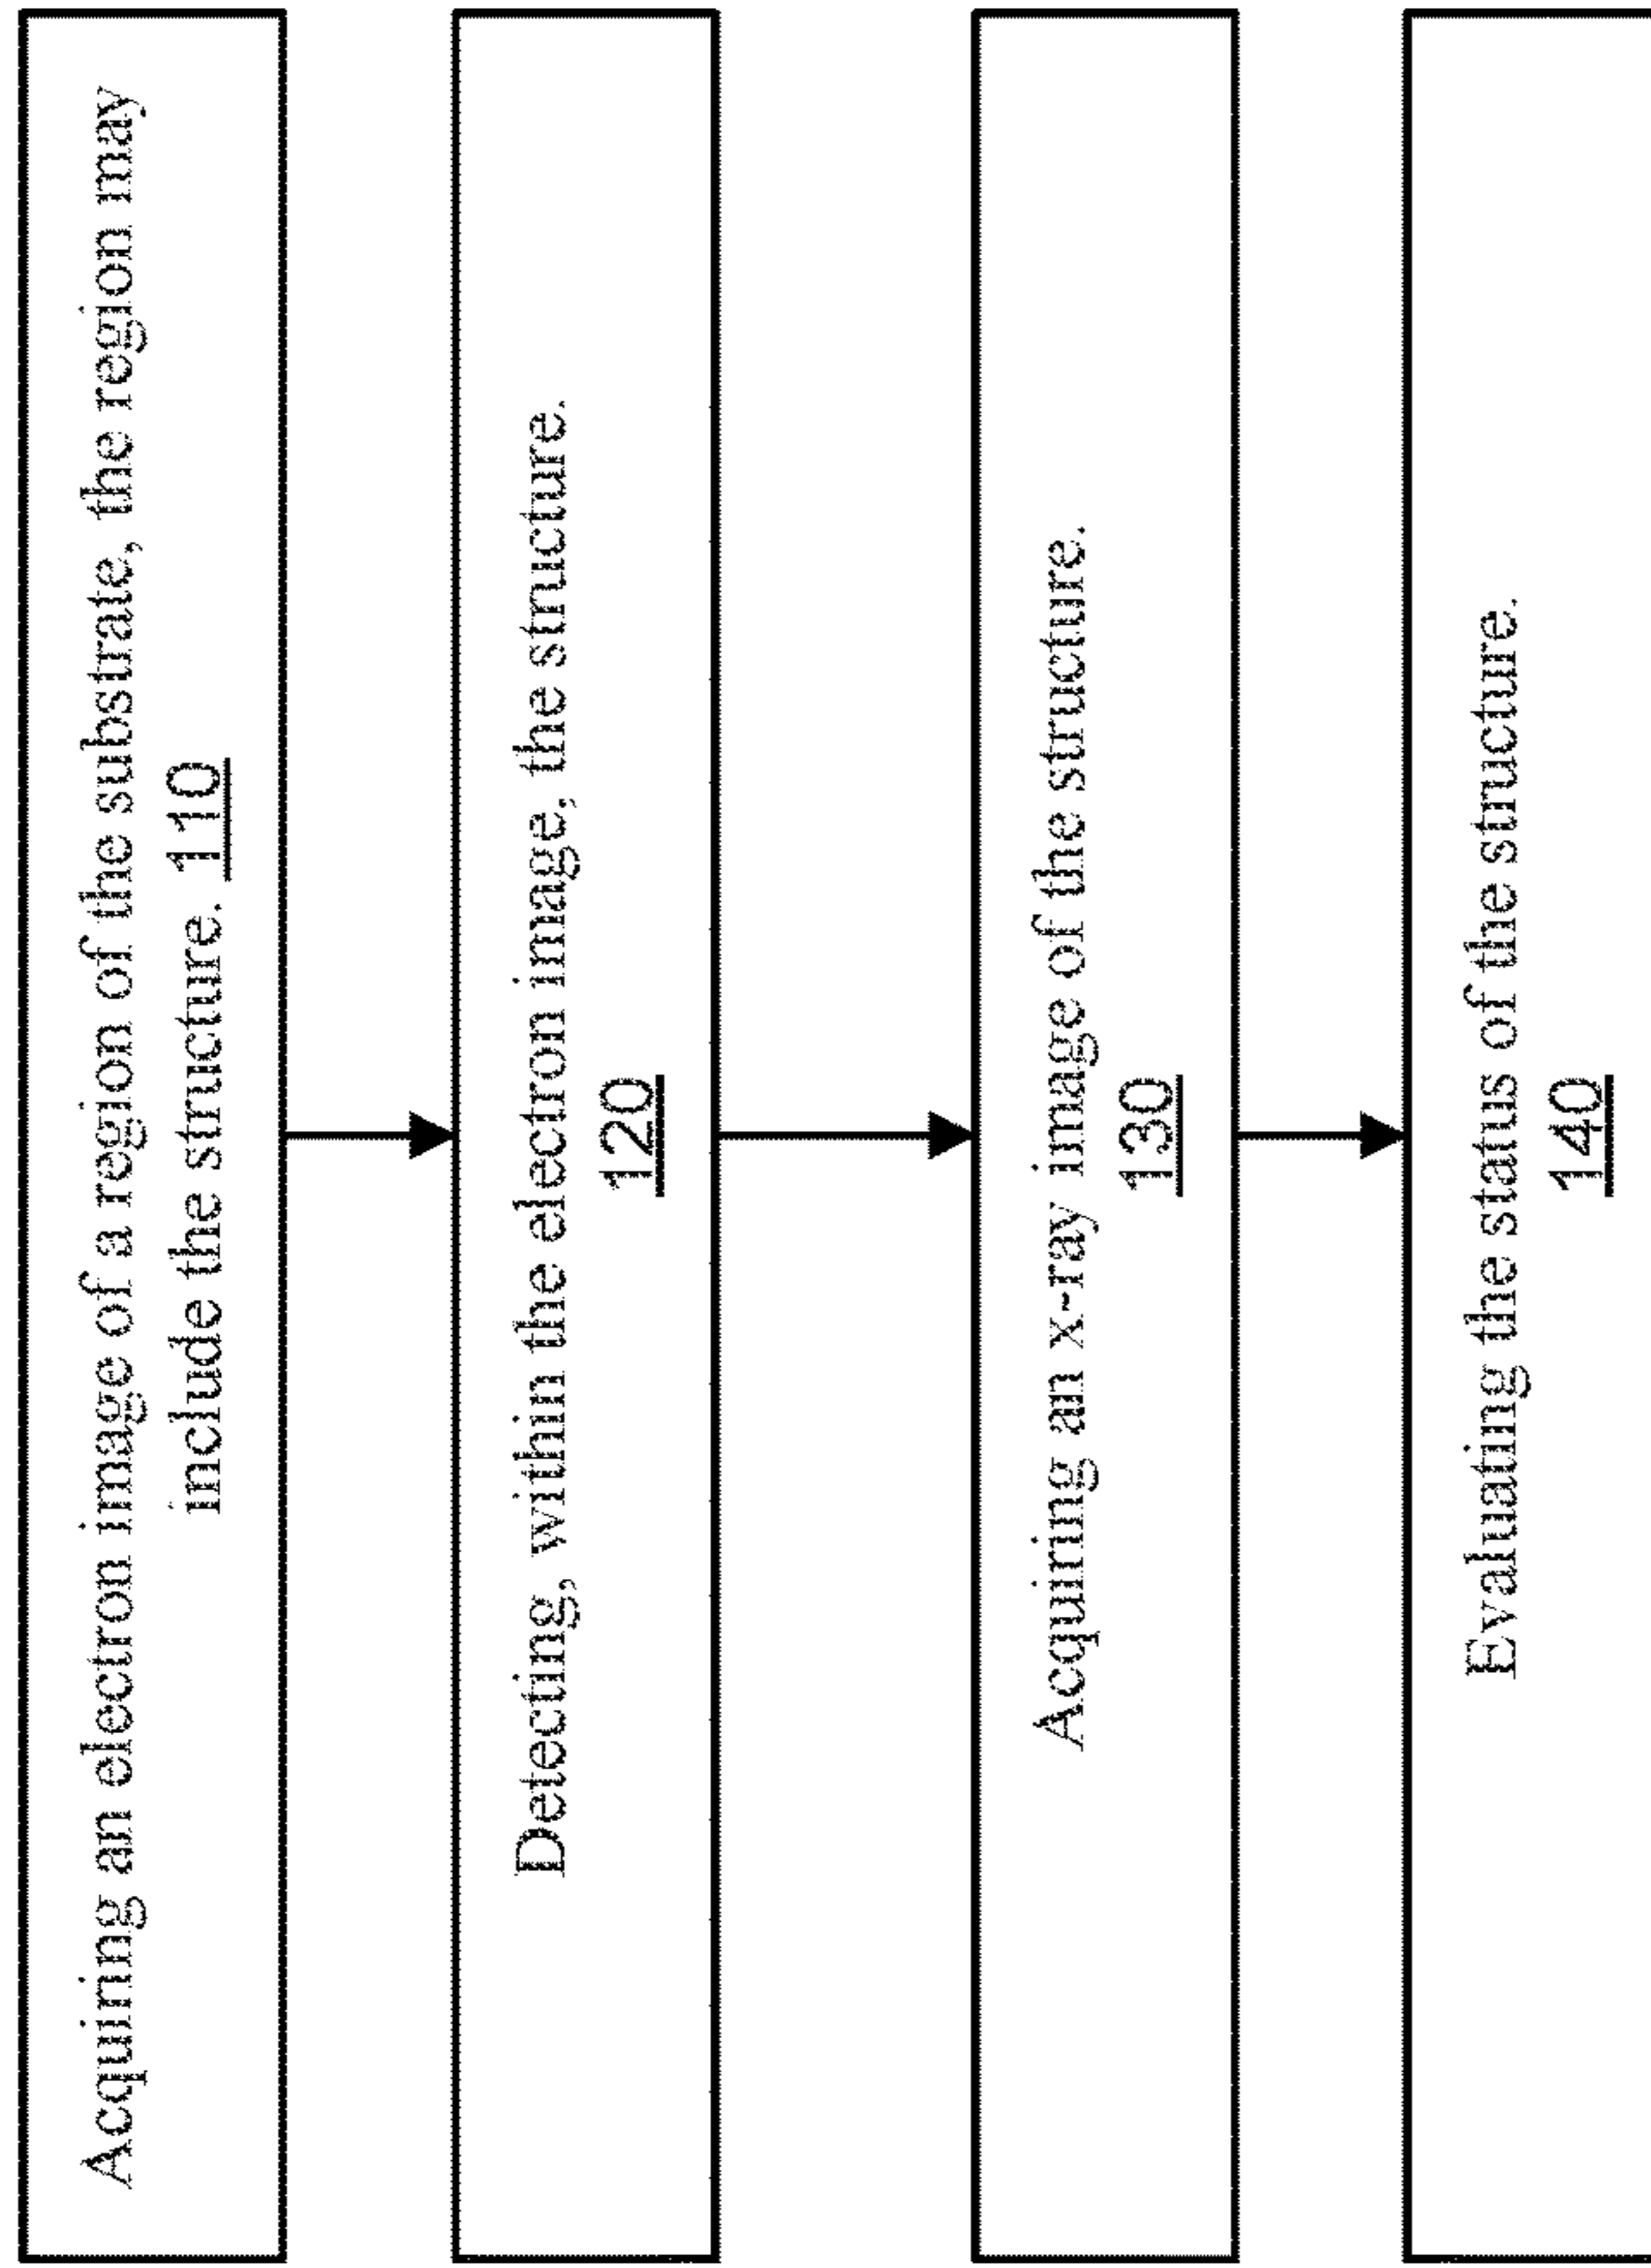 Acquiring an electron image of a region of the substrate, the region may
include the structure. 110
Detecting, within the electron image, the structure.
120
Acquiring an x-ray image of the structure.
130
Evaluating the status of the structure.
140